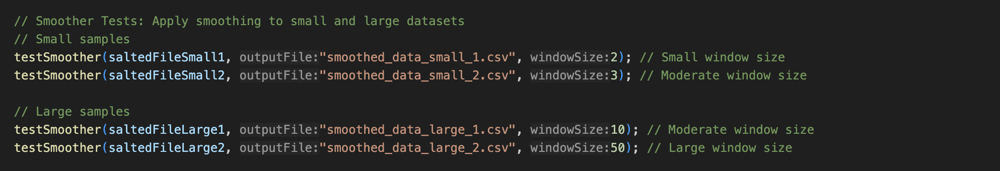 // Smoother Tests: Apply smoothing to small and large datasets
// Small samples
testSmoother(saltedFileSmall1, outputFile:"smoothed_data_small_1.csv", windowSize:2); // Small window size
testSmoother(saltedFileSmall2, outputFile:"smoothed_data_small_2.csv", windowSize:3); // Moderate window size
// Large samples
testSmoother(saltedFileLarge1, outputFile:"smoothed_data_large_1.csv", windowSize:10); // Moderate window size
testSmoother(saltedFileLarge2, outputFile:"smoothed_data_large_2.csv", windowSize:50); // Large window size